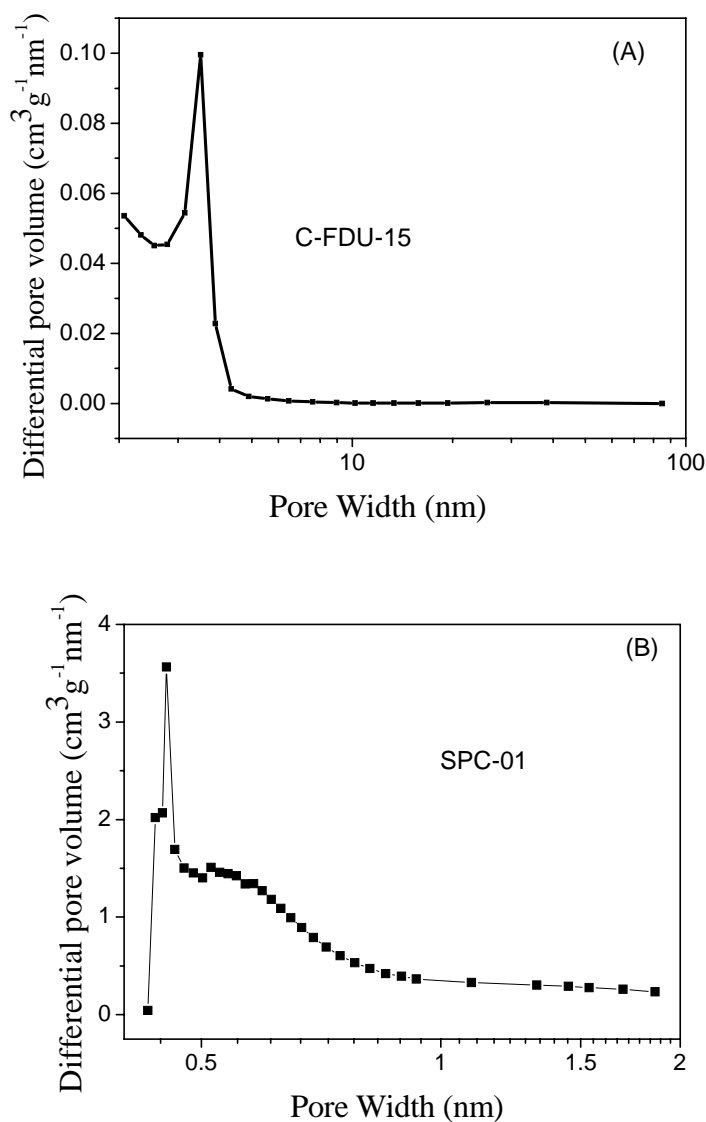 (A)
Differential pore volume (cm³g⁻¹nm⁻¹)
0.10
0.08
0.06
0.04
0.02
0.00
C-FDU-15
10
100
Pore Width (nm)
(B)
Differential pore volume (cm³g⁻¹nm⁻¹)
4
3
2
1
0
SPC-01
0.5
1
1.5
2
Pore Width (nm)